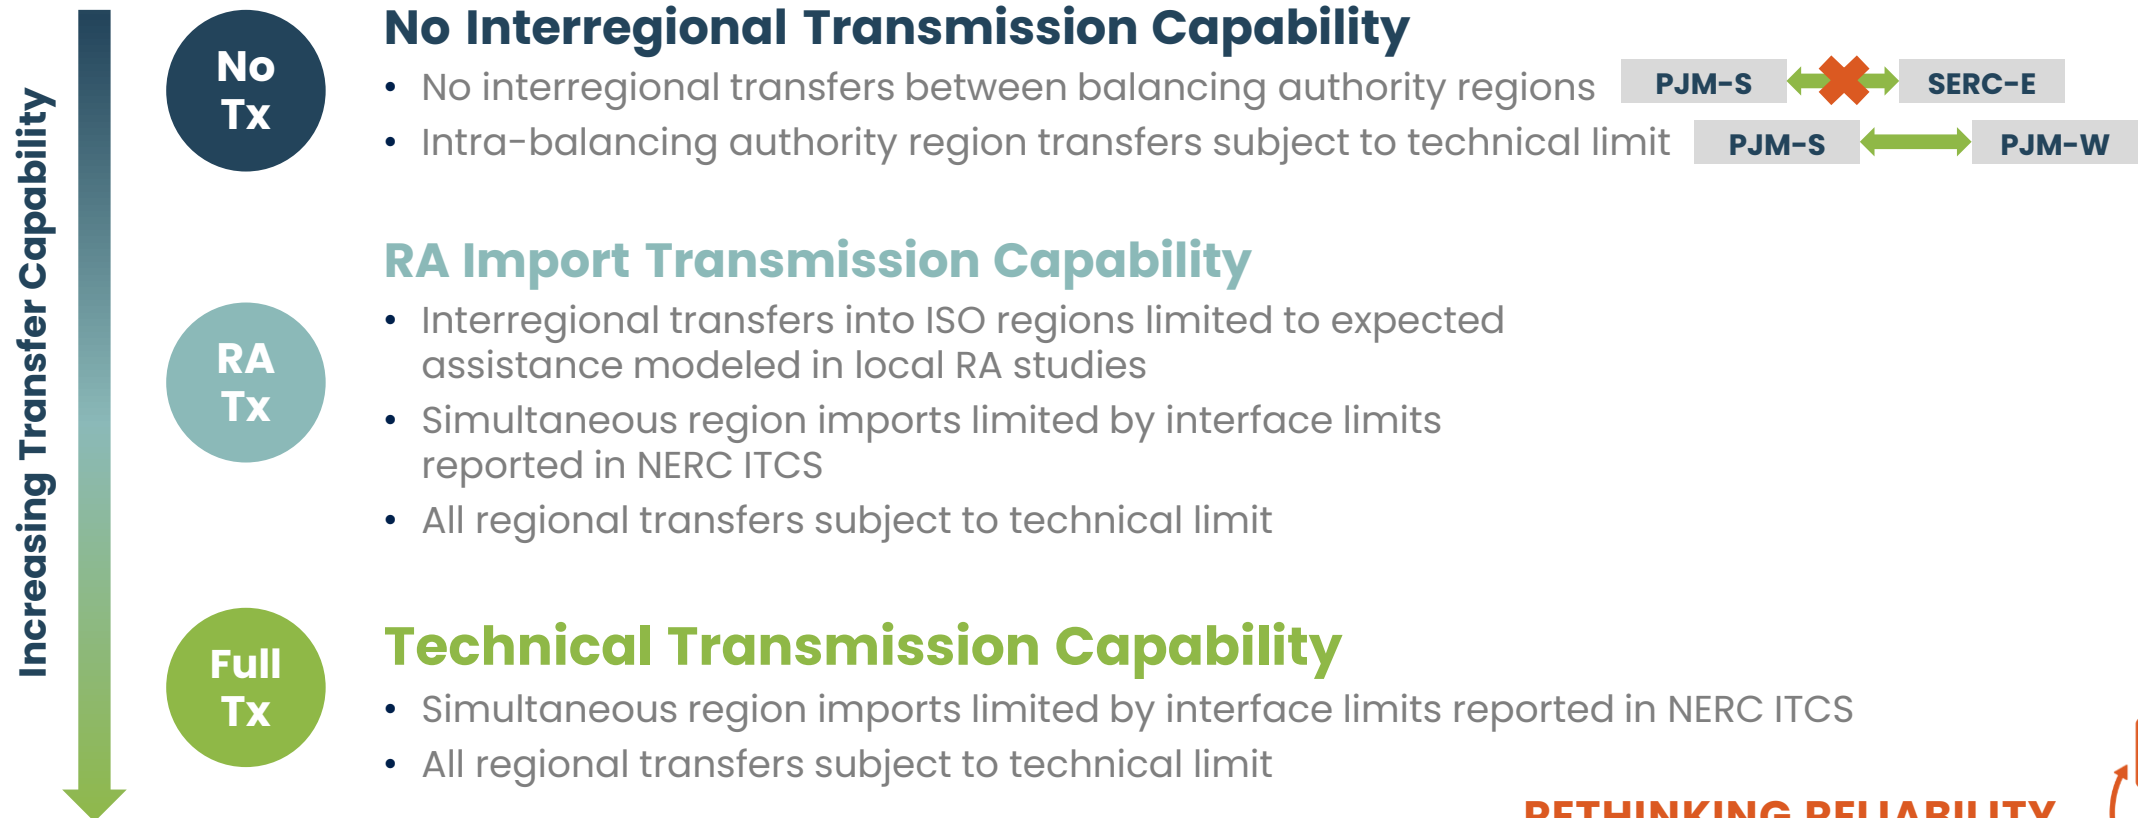 Increasing Transfer Capability
No
Tx
No Interregional Transmission Capability
• No interregional transfers between balancing authority regions
PJM-S
SERC-E
• Intra-balancing authority region transfers subject to technical limit
PJM-S
PJM-W
RA
Tx
RA Import Transmission Capability
• Interregional transfers into ISO regions limited to expected
assistance modeled in local RA studies
• Simultaneous region imports limited by interface limits
reported in NERC ITCS
• All regional transfers subject to technical limit
Full
Tx
Technical Transmission Capability
• Simultaneous region imports limited by interface limits reported in NERC ITCS
• All regional transfers subject to technical limit
RETHINKING RELIABILITY